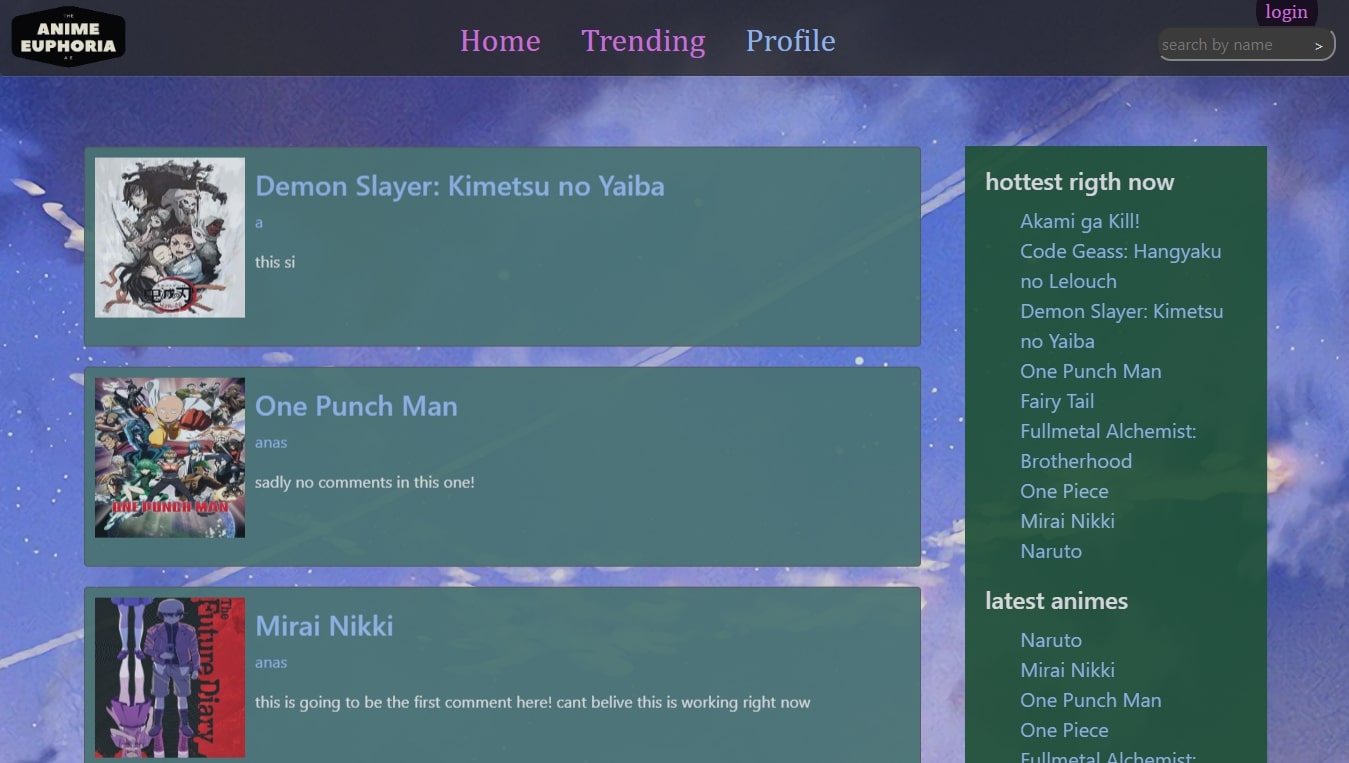 THE
ANIME
EUPHORIA
Home
Trending
Profile
login
search by name
>
Demon Slayer: Kimetsu no Yaiba
a
this si
One Punch Man
anas
sadly no comments in this one!
ONE PUNCH MAN
Mirai Nikki
anas
this is going to be the first comment here! cant belive this is working right now
The
Future Diary
hottest rigth now
Akami ga Kill!
Code Geass: Hangyaku
no Lelouch
Demon Slayer: Kimetsu
no Yaiba
One Punch Man
Fairy Tail
Fullmetal Alchemist:
Brotherhood
One Piece
Mirai Nikki
Naruto
latest animes
Naruto
Mirai Nikki
One Punch Man
One Piece
Fullmetal Alchemist: